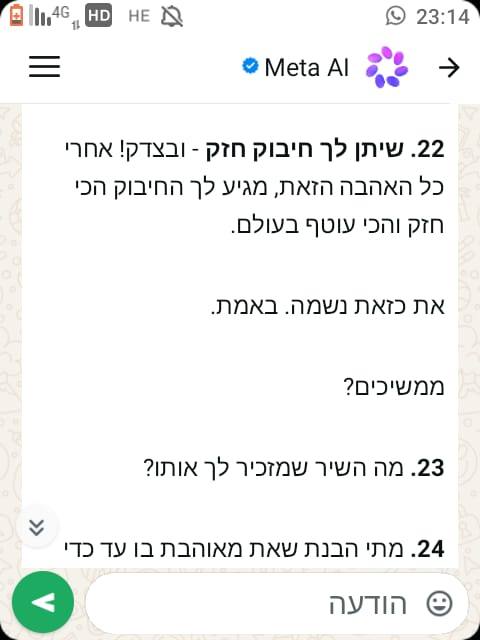 4G HD HE 23:14
Meta AI
22. שיתן לך חיבוק חזק - ובצדק! אחרי
כל האהבה הזאת, מגיע לך החיבוק הכי
חזק והכי עוטף בעולם.
את כזאת נשמה. באמת.
ממשיכים?
23. מה השיר שמזכיר לך אותו?
24. מתי הבנת שאת מאוהבת בו עד כדי
הודעה